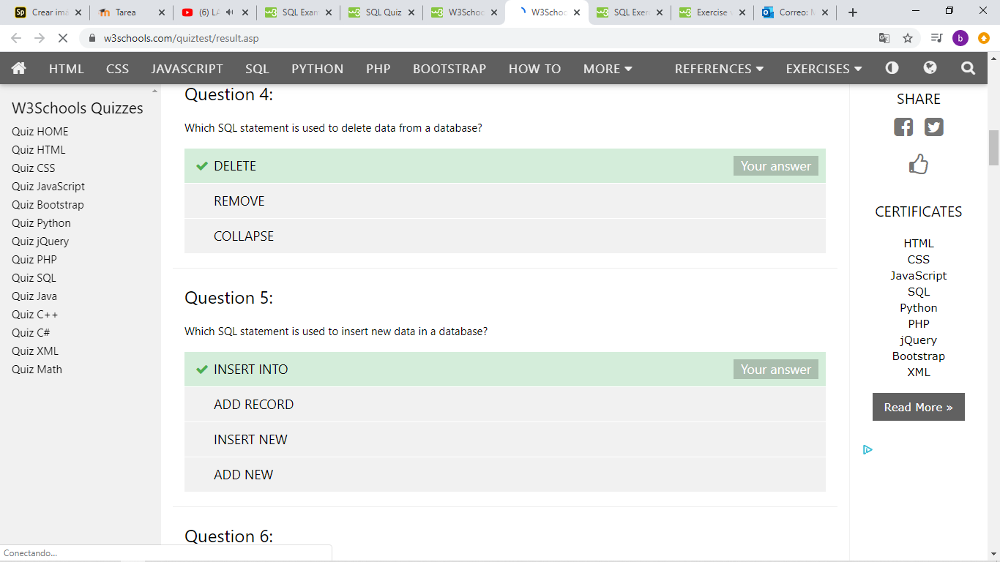 Crear imá
Tarea
(6) LA
SQL Exam
SQL Quiz
W3Schoo
W3Schoo
SQL Exer
Exercise v
Correo: M
w3schools.com/quiztest/result.asp
b
HTML CSS JAVASCRIPT SQL PYTHON PHP BOOTSTRAP HOW TO MORE REFERENCES EXERCISES
W3Schools Quizzes
Quiz HOME
Quiz HTML
Quiz CSS
Quiz JavaScript
Quiz Bootstrap
Quiz Python
Quiz jQuery
Quiz PHP
Quiz SQL
Quiz Java
Quiz C++
Quiz C#
Quiz XML
Quiz Math
Question 4:
Which SQL statement is used to delete data from a database?
DELETE Your answer
REMOVE
COLLAPSE
Question 5:
Which SQL statement is used to insert new data in a database?
INSERT INTO Your answer
ADD RECORD
INSERT NEW
ADD NEW
Question 6:
SHARE
CERTIFICATES
HTML
CSS
JavaScript
SQL
Python
PHP
jQuery
Bootstrap
XML
Read More »
Conectando...